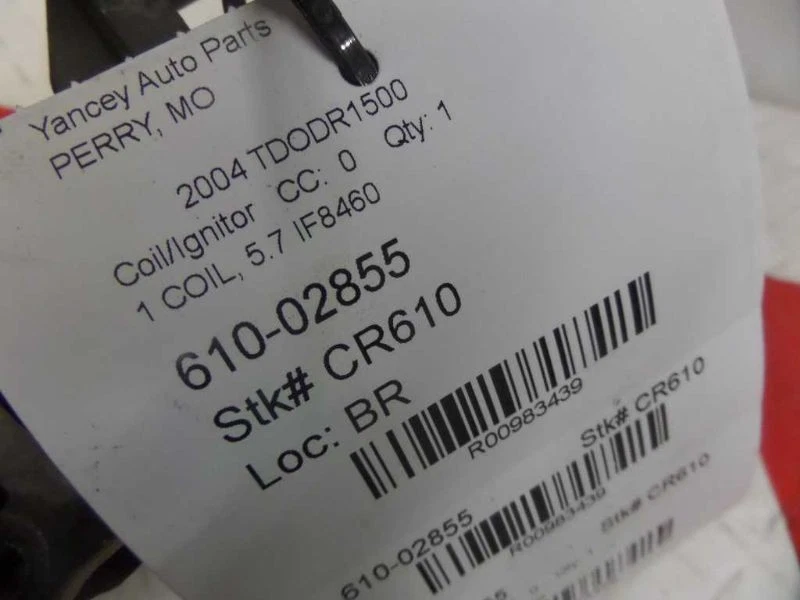 Yancey Auto Parts
PERRY, MO
2004 TDODR1500
Coil/Ignitor CC: 0 Qty: 1
1 COIL, 5.7 IF8460
610-02855
Stk# CR610
Loc: BR
R00983439
Stk# CR610
610-02855
R00983439
Stk# CR610